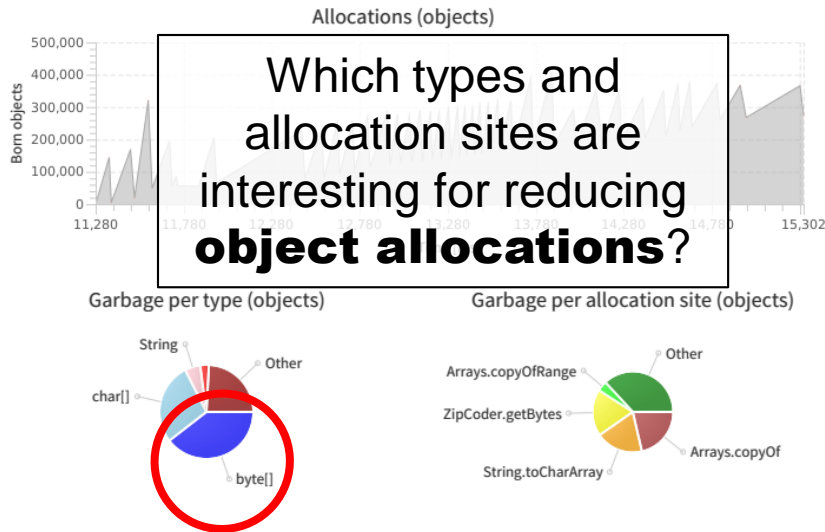 Allocations (objects)
500,000
400,000
300,000
200,000
100,000
0
Born objects
11,280 11,780 12,280 12,780 13,280 13,780 14,280 14,780 15,302
Which types and
allocation sites are
interesting for reducing
object allocations?
Garbage per type (objects)
String
Other
char[]
byte[]
Garbage per allocation site (objects)
Other
Arrays.copyOfRange
ZipCoder.getBytes
Arrays.copyOf
String.toCharArray